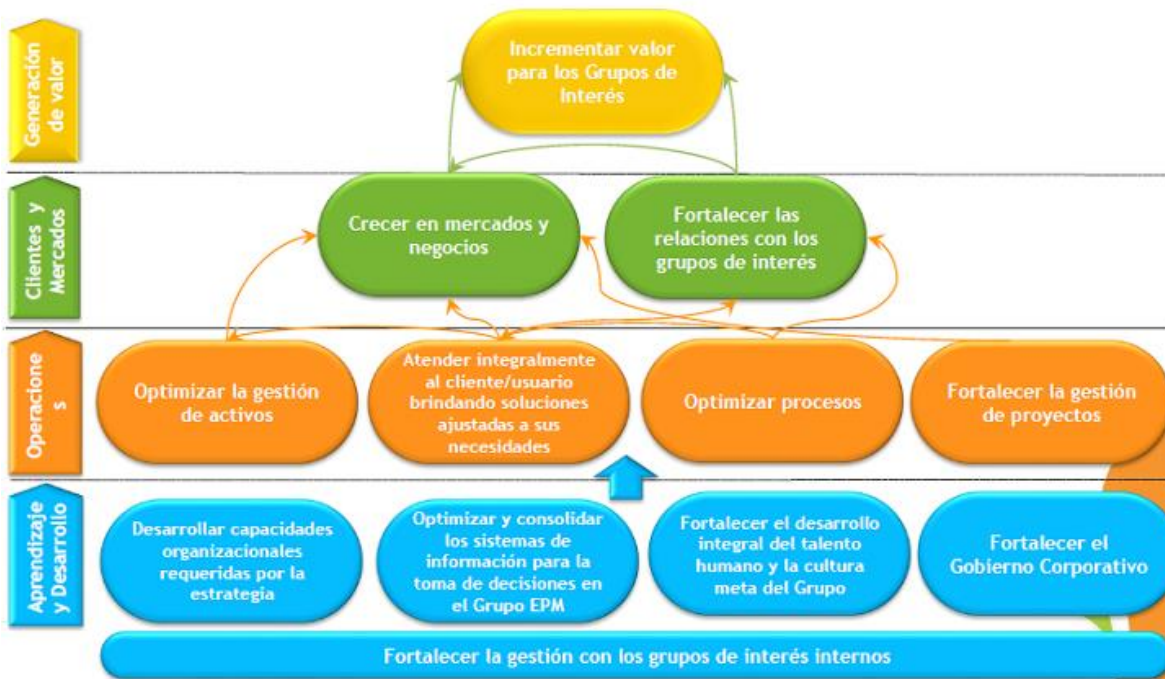 Generación
de valor
Incrementar valor
para los Grupos de
Interés
Clientes y
Mercados
Crecer en mercados y
negocios
Fortalecer las
relaciones con los
grupos de interés
Operacione
s
Optimizar la gestión
de activos
Atender integralmente
al cliente/usuario
brindando soluciones
ajustadas a sus
necesidades
Optimizar procesos
Fortalecer la gestión
de proyectos
Aprendizaje
y Desarrollo
Desarrollar capacidades
organizacionales
requeridas por la
estrategia
Optimizar y consolidar
los sistemas de
información para la
toma de decisiones en
el Grupo EPM
Fortalecer el desarrollo
integral del talento
humano y la cultura
meta del Grupo
Fortalecer el
Gobierno Corporativo
Fortalecer la gestión con los grupos de interés internos